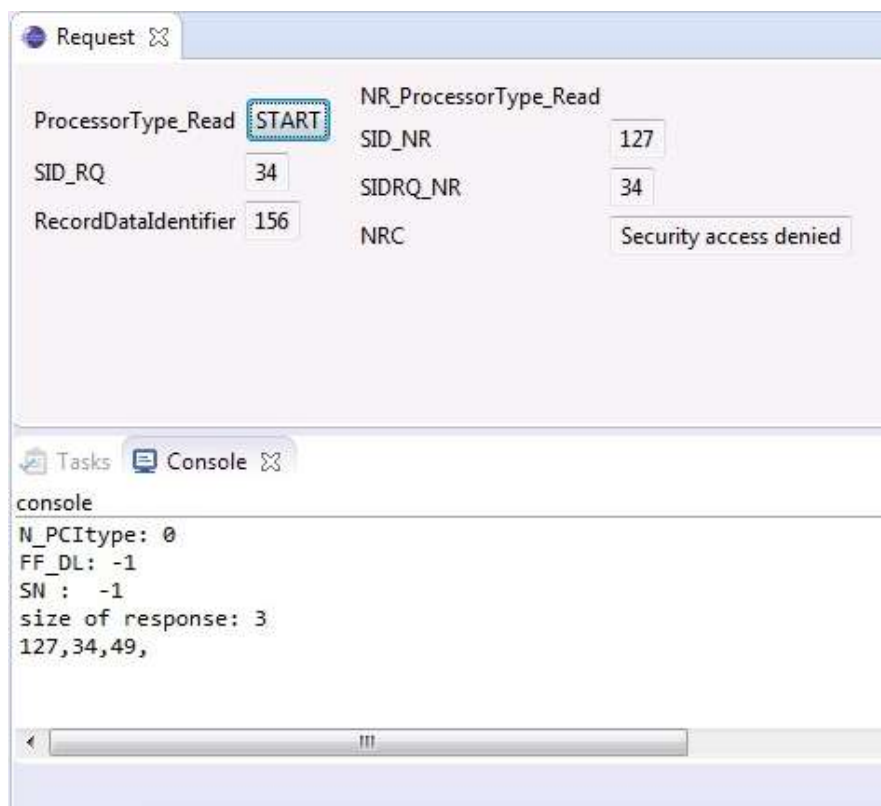 Request
ProcessorType_Read START
SID_RQ 34
RecordDataIdentifier 156
NR_ProcessorType_Read
SID_NR 127
SIDRQ_NR 34
NRC Security access denied
Tasks Console
console
N_PCItype: 0
FF_DL: -1
SN :  -1
size of response: 3
127,34,49,